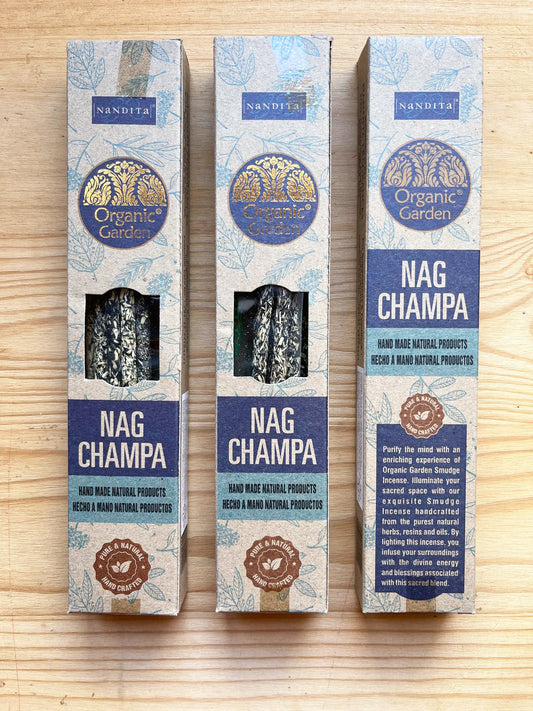 NaNDITa
Organic®
Garden
NAG
CHAMPA
HAND MADE NATURAL PRODUCTS
HECHO A MANO NATURAL PRODUCTOS
PURE & NATURAL
HAND CRAFTED
NaNDITa
Organic®
Garden
NAG
CHAMPA
HAND MADE NATURAL PRODUCTS
HECHO A MANO NATURAL PRODUCTOS
PURE & NATURAL
HAND CRAFTED
NaNDITa
Organic®
Garden
NAG
CHAMPA
HAND MADE NATURAL PRODUCTS
HECHO A MANO NATURAL PRODUCTOS
PURE & NATURAL
HAND CRAFTED
Purify the mind with an
enriching experience of
Organic Garden Smudge
Incense. Illuminate your
sacred space with our
exquisite Smudge
Incense handcrafted
from the purest natural
herbs, resins and oils. By
lighting this incense, you
infuse your surroundings
with the divine energy
and blessings associated
with this sacred blend.